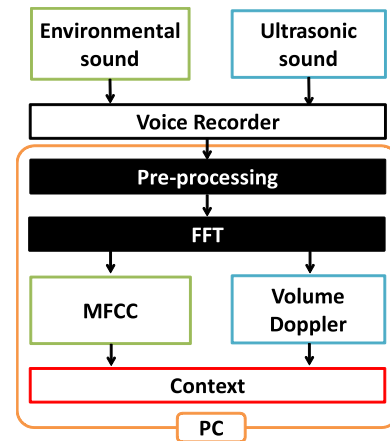 Environmental
sound
Ultrasonic
sound
Voice Recorder
Pre-processing
FFT
MFCC
Volume
Doppler
Context
PC